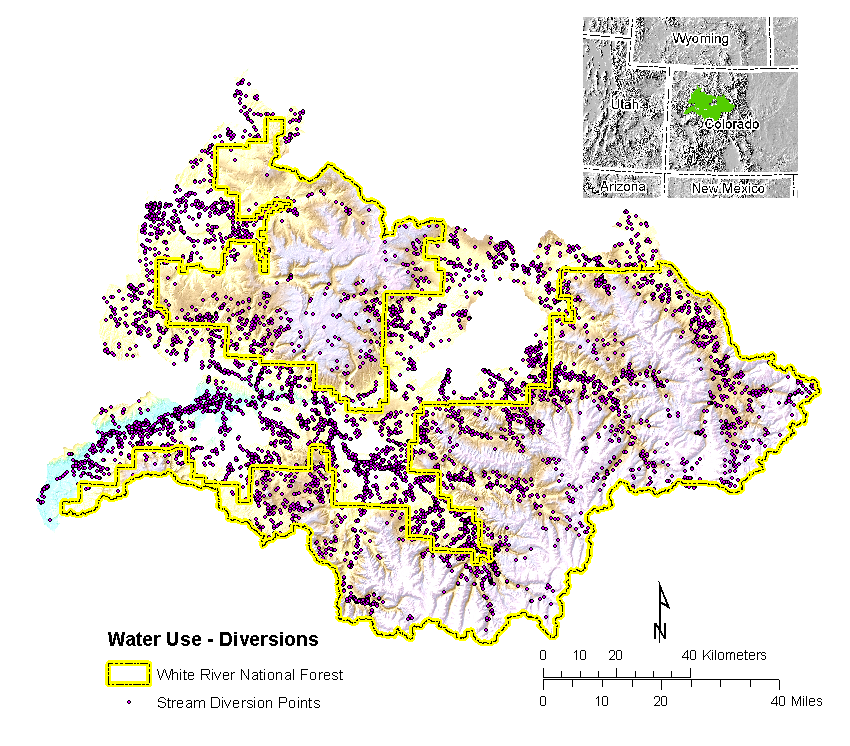 Wyoming
Utah
Colorado
Arizona
New Mexico
N
Water Use - Diversions
White River National Forest
Stream Diversion Points
0 10 20 40 Kilometers
0 10 20 40 Miles